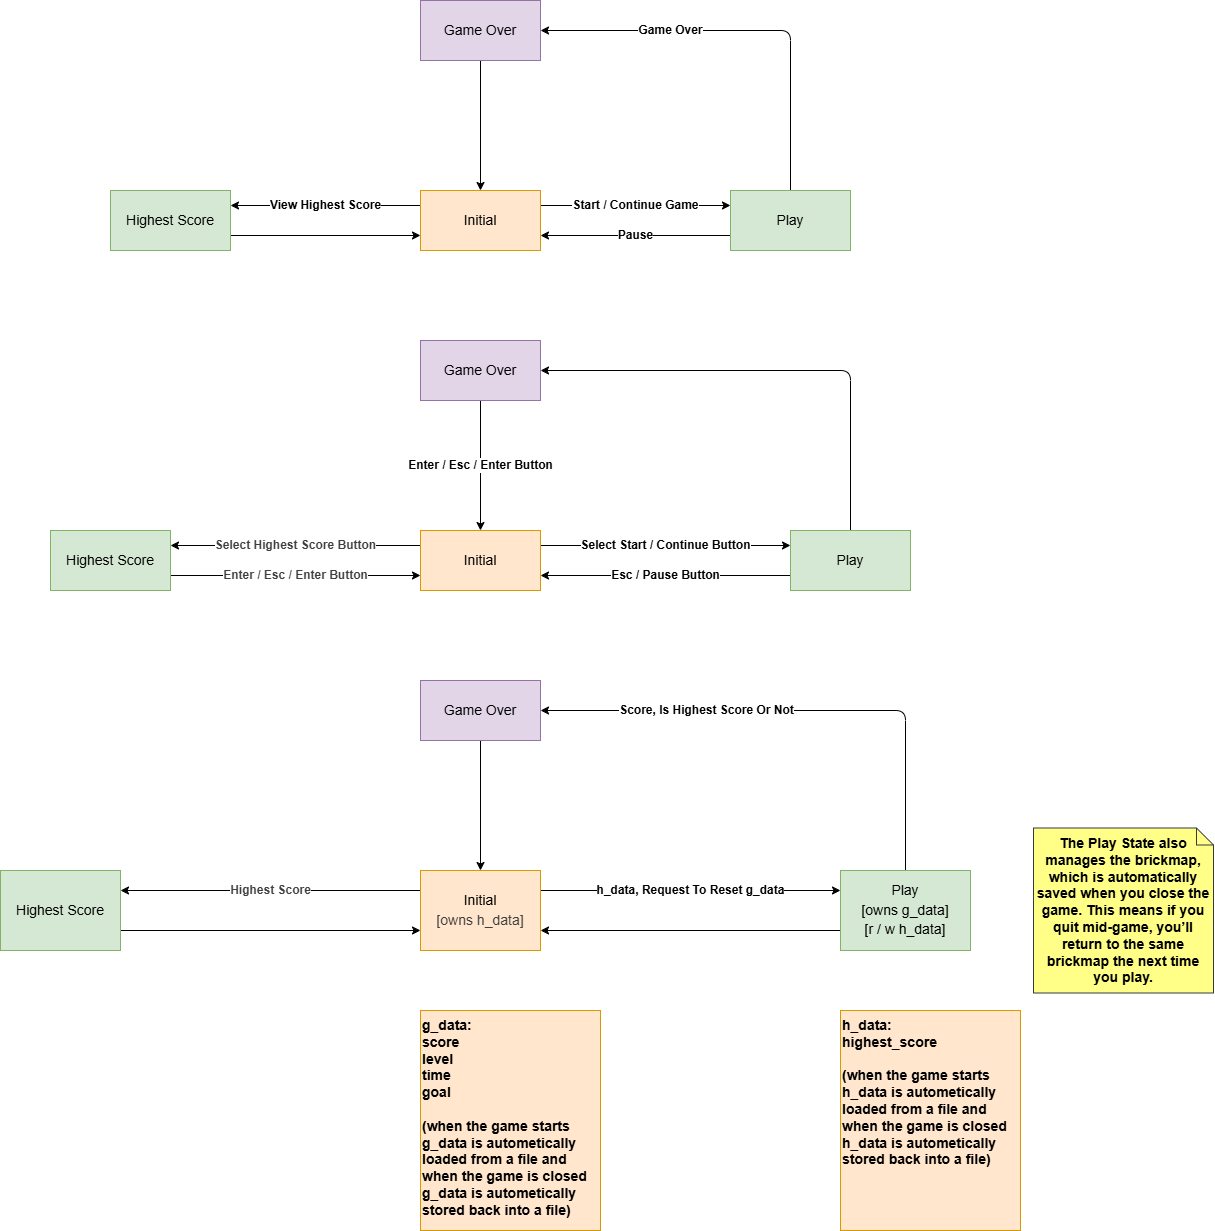 Game Over
Game Over
View Highest Score
Start / Continue Game
Highest Score
Initial
Play
Pause
Game Over
Enter / Esc / Enter Button
Select Highest Score Button
Select Start / Continue Button
Highest Score
Initial
Play
Enter / Esc / Enter Button
Esc / Pause Button
Game Over
Score, Is Highest Score Or Not
Highest Score
h_data, Request To Reset g_data
Highest Score
Initial
[owns h_data]
Play
[owns g_data]
[r / w h_data]
The Play State also
manages the brickmap,
which is automatically
saved when you close the
game. This means if you
quit mid-game, you’ll
return to the same
brickmap the next time
you play.
g_data:
score
level
time
goal
(when the game starts
g_data is autometically
loaded from a file and
when the game is closed
g_data is autometically
stored back into a file)
h_data:
highest_score
(when the game starts
h_data is autometically
loaded from a file and
when the game is closed
h_data is autometically
stored back into a file)